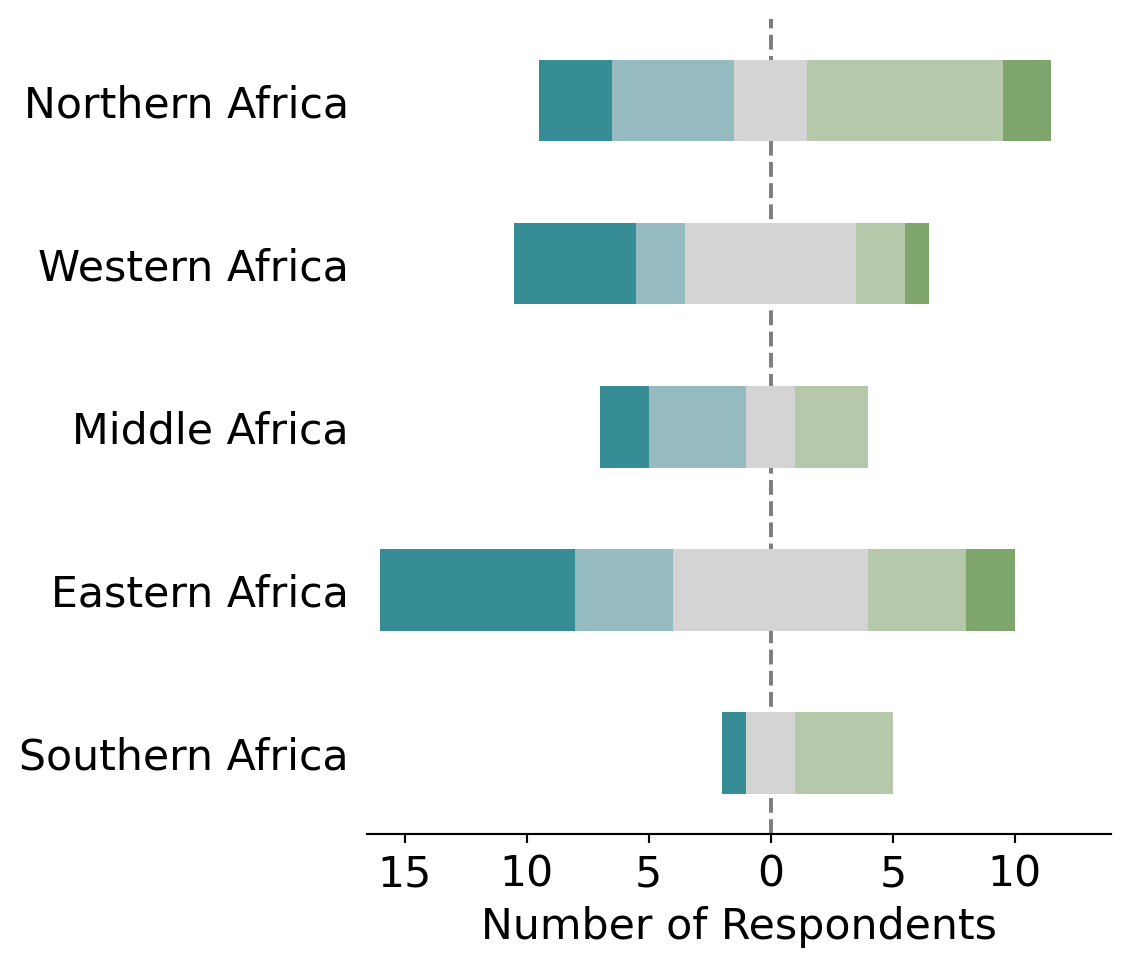 Northern Africa
Western Africa
Middle Africa
Eastern Africa
Southern Africa
15 10 5 0 5 10
Number of Respondents